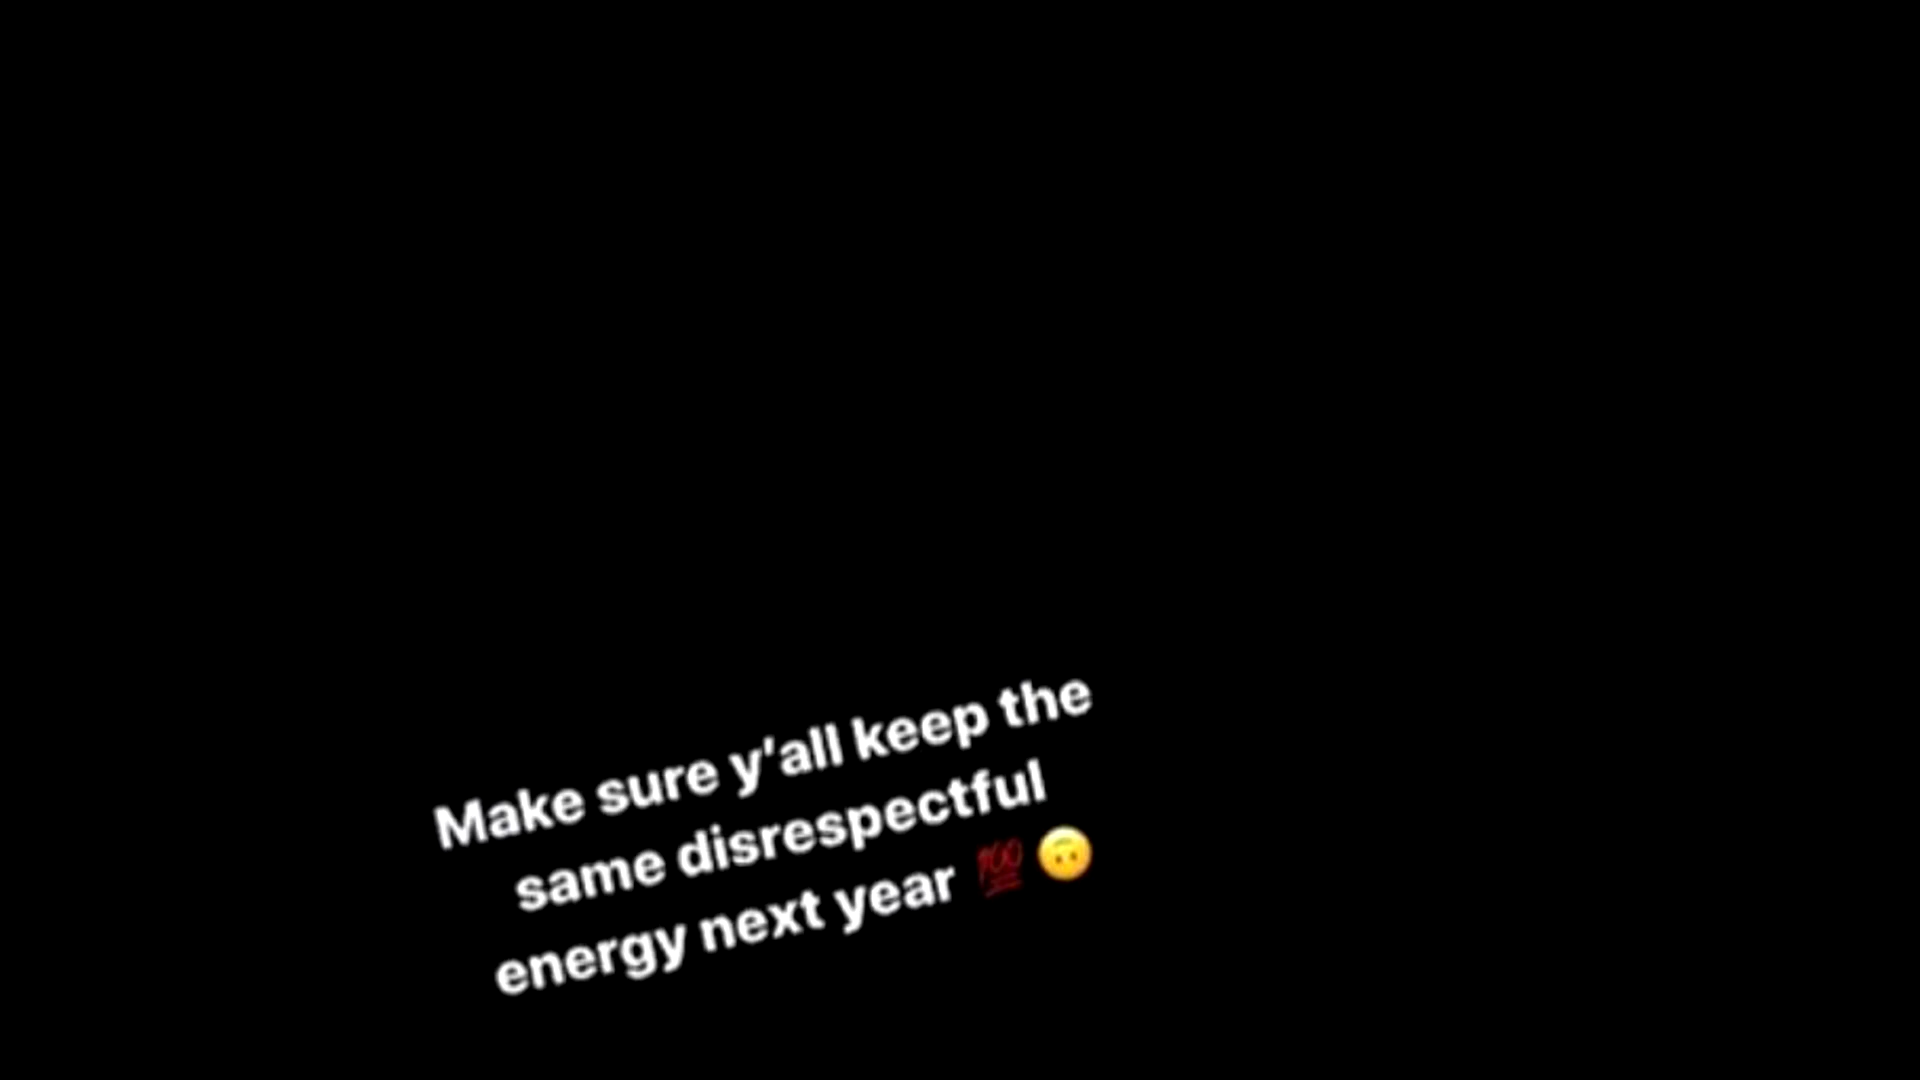 Make sure y'all keep the
same disrespectful
energy next year 💯🙃